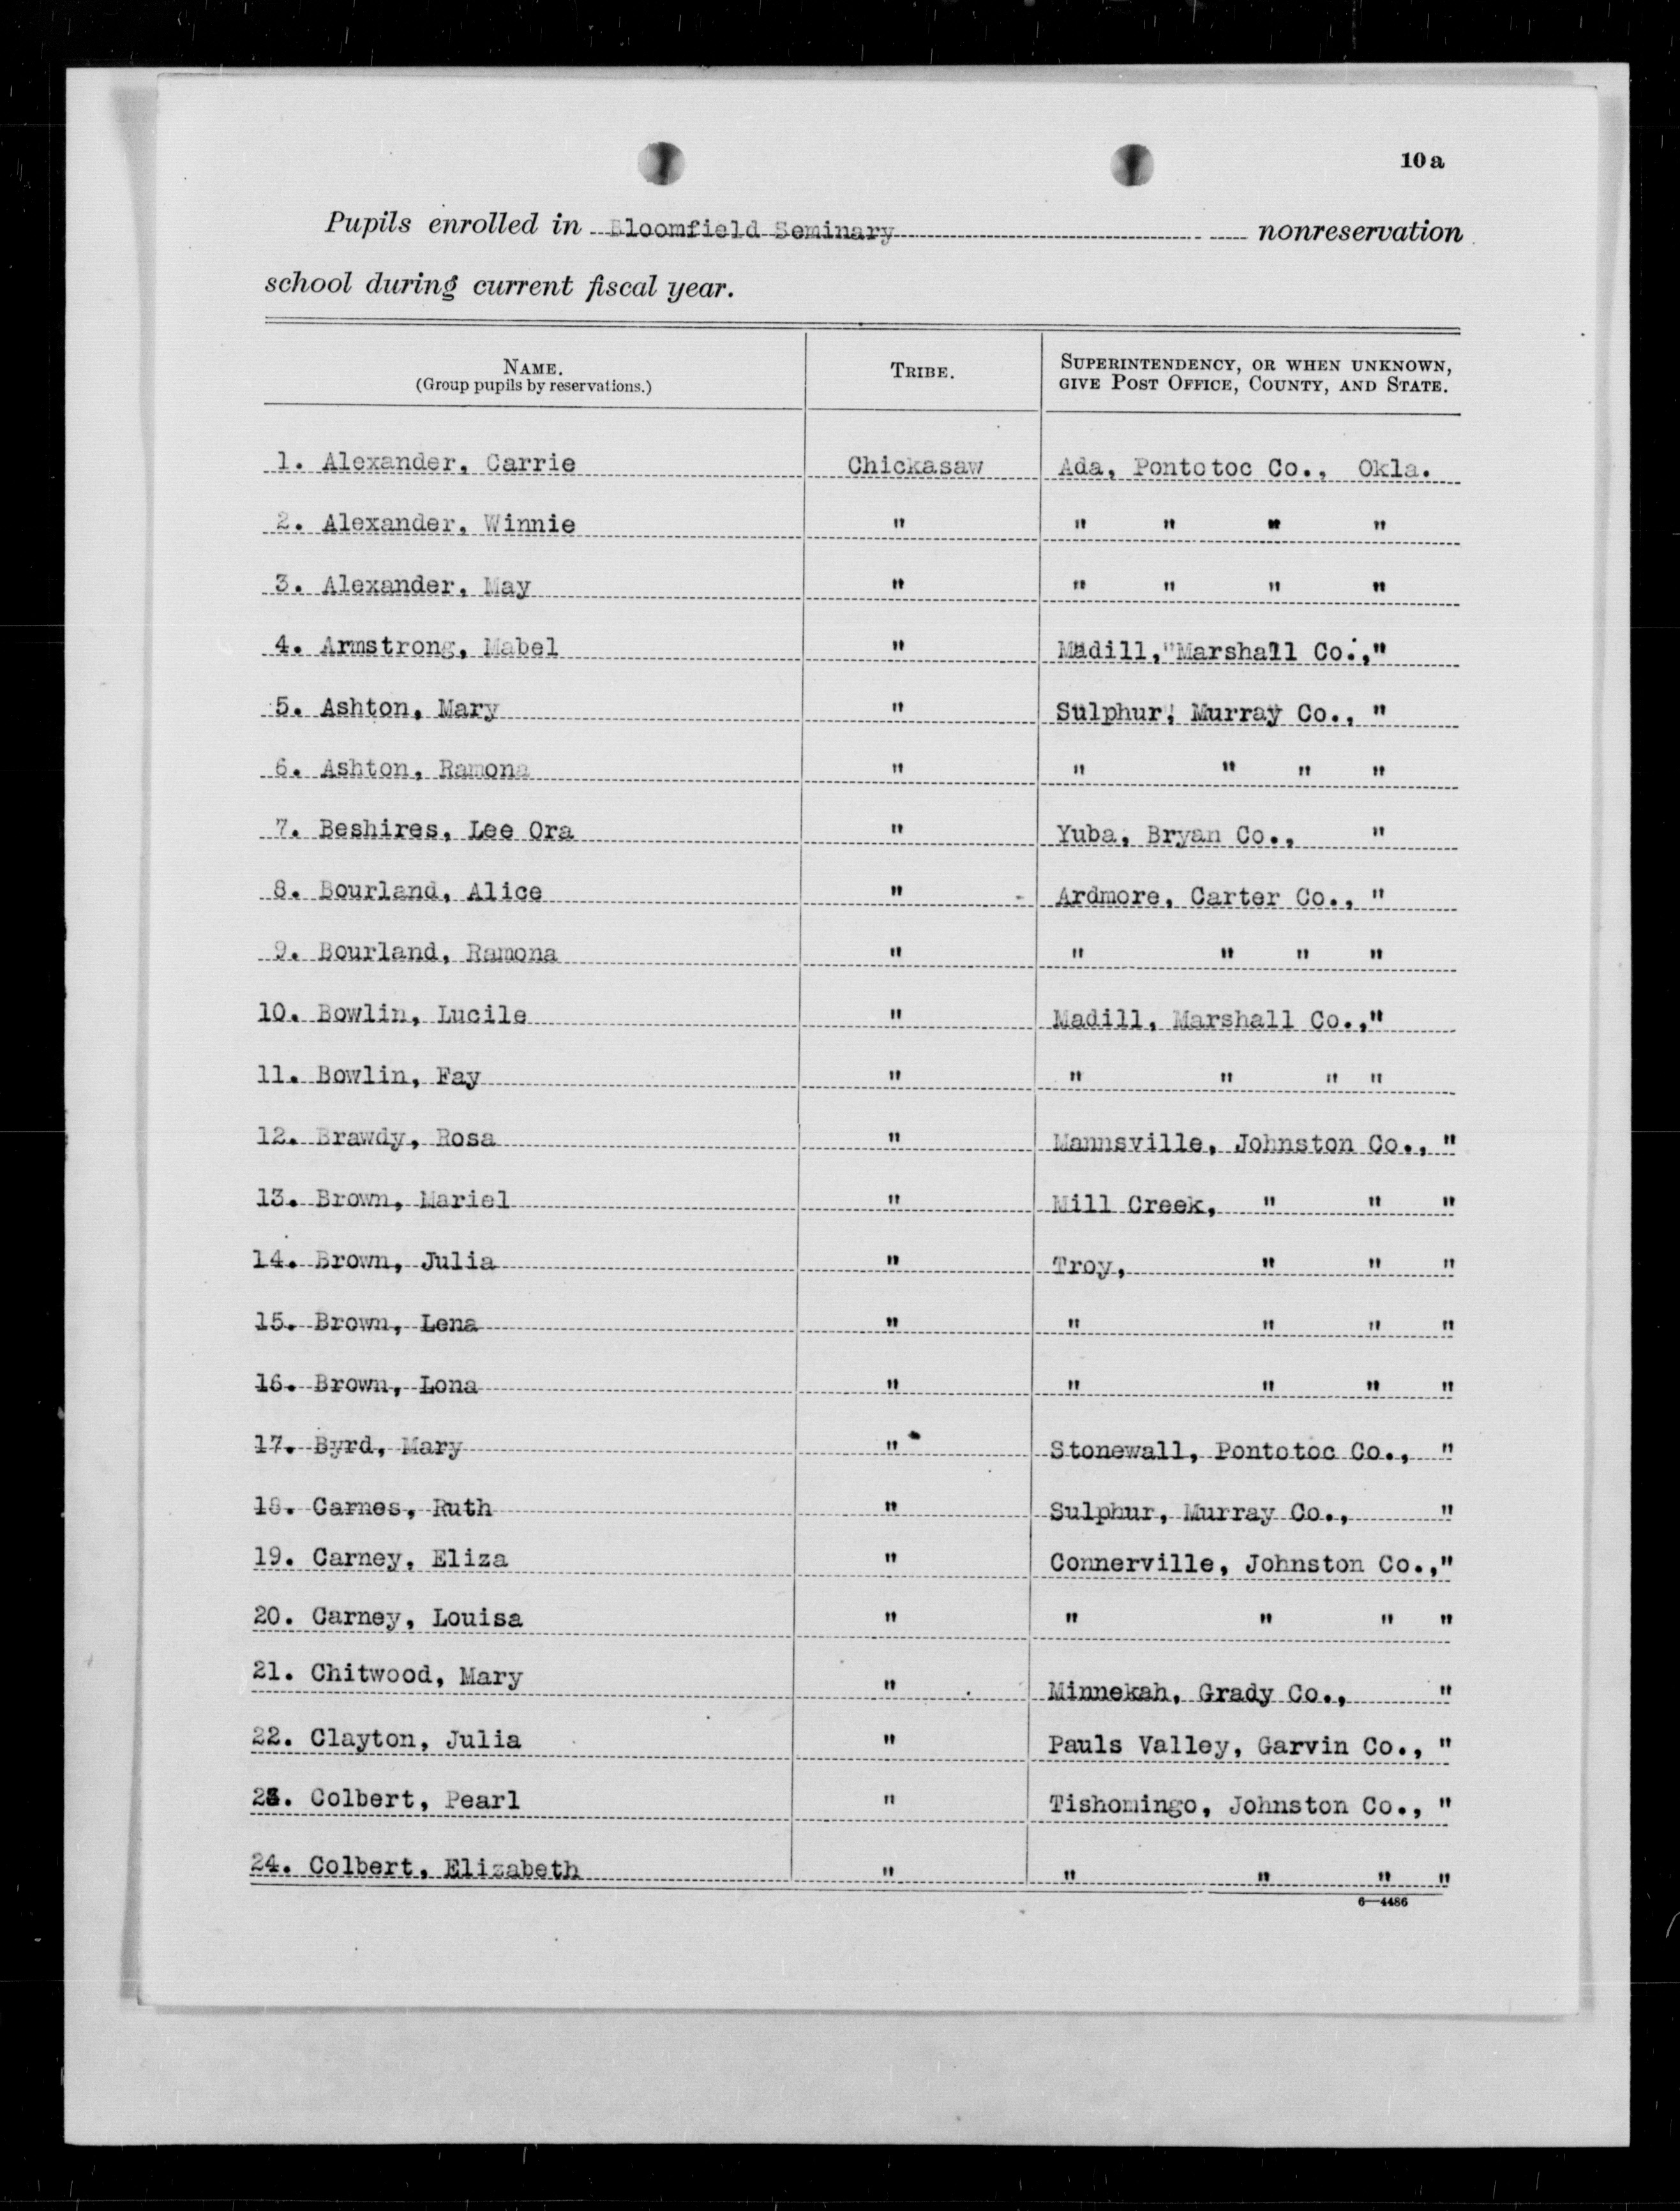 10a
Pupils enrolled in Bloomfield Seminary nonreservation
school during current fiscal year.
NAME.
(Group pupils by reservations.)
TRIBE.
SUPERINTENDENCY, OR WHEN UNKNOWN,
GIVE POST OFFICE, COUNTY, AND STATE.
1. Alexander, Carrie Chickasaw Ada, Pontotoc Co., Okla.
2. Alexander, Winnie " " " " "
3. Alexander, May " " " " "
4. Armstrong, Mabel " Madill,"Marshall Co.,"
5. Ashton, Mary " Sulphur, Murray Co., "
6. Ashton, Ramona " " " " "
7. Beshires, Lee Ora " Yuba, Bryan Co., "
8. Bourland, Alice " Ardmore, Carter Co., "
9. Bourland, Ramona " " " " "
10. Bowlin, Lucile " Madill, Marshall Co.,"
11. Bowlin, Fay " " " " "
12. Brawdy, Rosa " Mannsville, Johnston Co., "
13. Brown, Mariel " Mill Creek, " " "
14. Brown, Julia " Troy, " " "
15. Brown, Lena " " " " "
16. Brown, Lona " " " " "
17. Byrd, Mary " Stonewall, Pontotoc Co., "
18. Carnes, Ruth " Sulphur, Murray Co., "
19. Carney, Eliza " Connerville, Johnston Co.,"
20. Carney, Louisa " " " " "
21. Chitwood, Mary " Minnekah, Grady Co., "
22. Clayton, Julia " Pauls Valley, Garvin Co., "
23. Colbert, Pearl " Tishomingo, Johnston Co., "
24. Colbert, Elizabeth " " " " "
6—4486